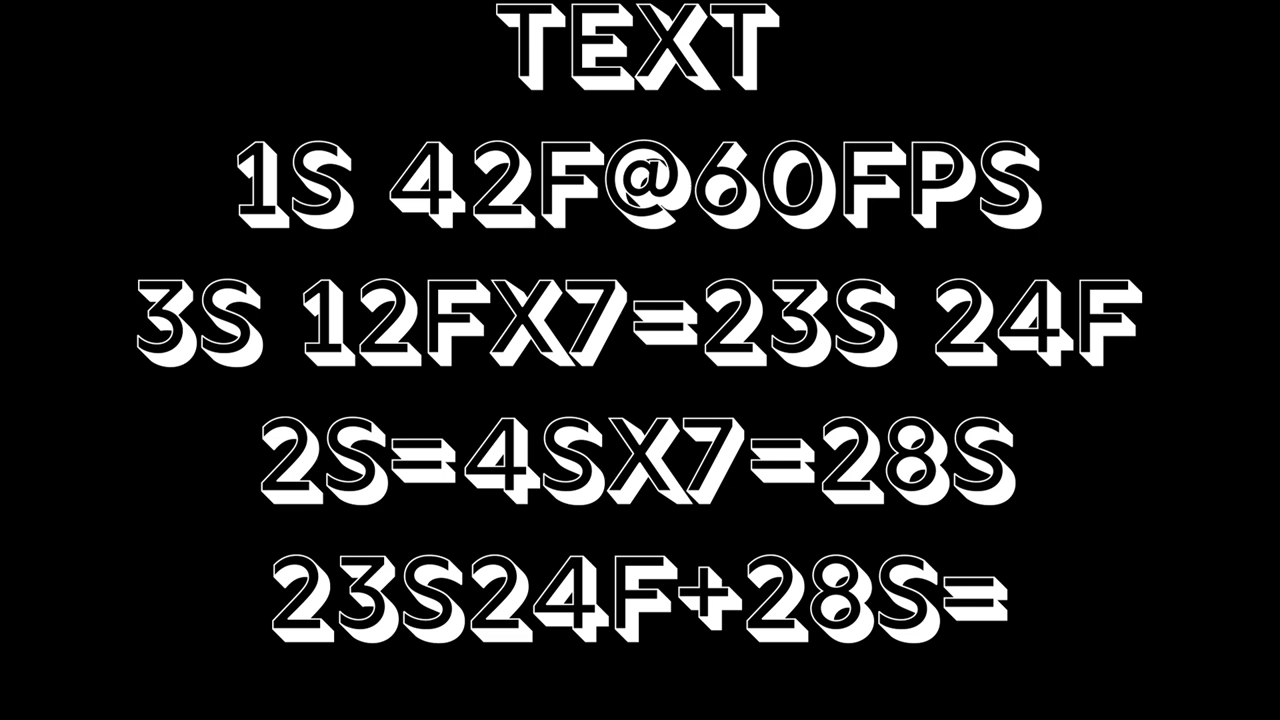 TEXT
1S 42F@60FPS
3S 12FX7=23S 24F
2S=4SX7=28S
23S24F+28S=